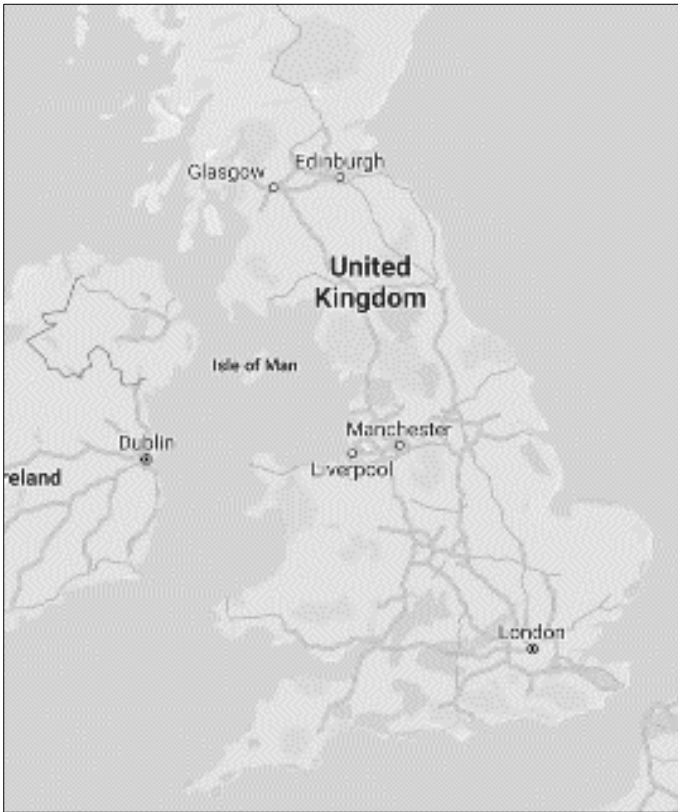 Edinburgh
Glasgow
United
Kingdom
Isle of Man
Manchester
Dublin
Liverpool
reland
London